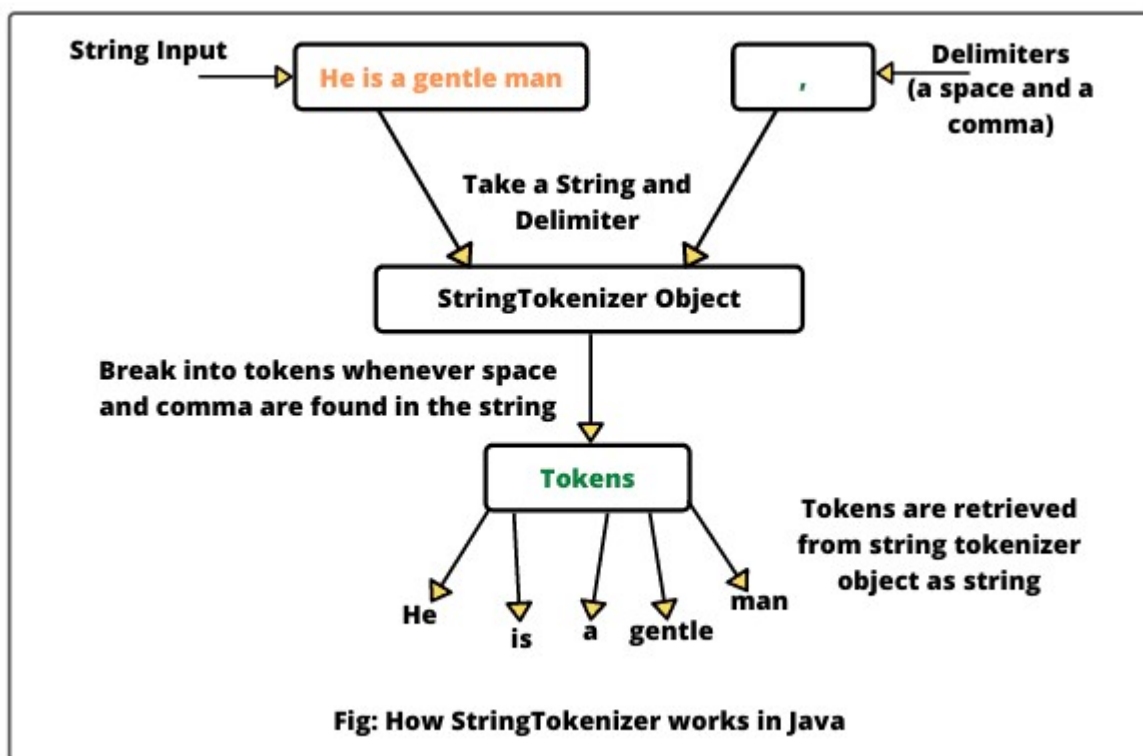 String Input
He is a gentle man
,
Delimiters
(a space and a
comma)
Take a String and
Delimiter
StringTokenizer Object
Break into tokens whenever space
and comma are found in the string
Tokens
Tokens are retrieved
from string tokenizer
object as string
He
is
a
gentle
man
Fig: How StringTokenizer works in Java